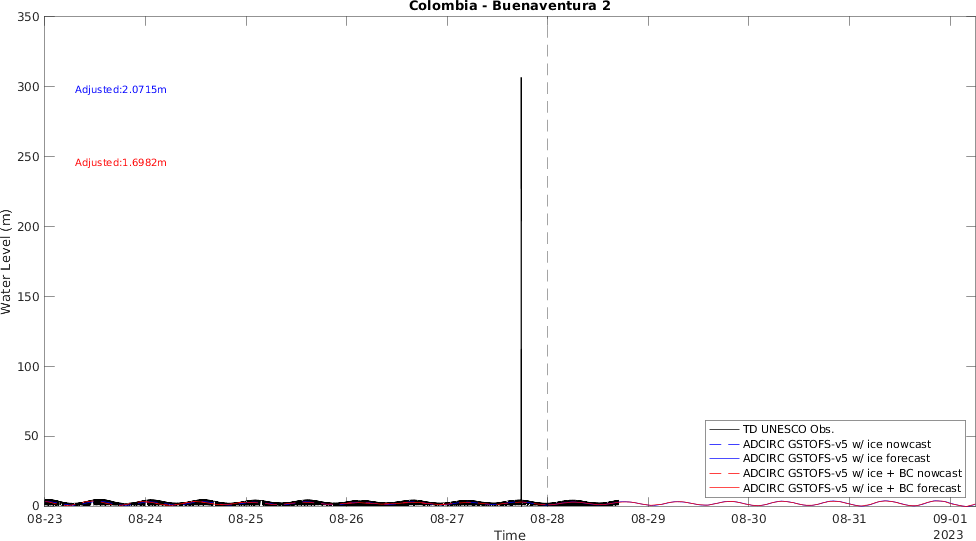 Colombia - Buenaventura 2
Water Level (m)
350
300
250
200
150
100
50
0
Adjusted:2.0715m
Adjusted:1.6982m
TD UNESCO Obs.
ADCIRC GSTOFS-v5 w/ ice nowcast
ADCIRC GSTOFS-v5 w/ ice forecast
ADCIRC GSTOFS-v5 w/ ice + BC nowcast
ADCIRC GSTOFS-v5 w/ ice + BC forecast
08-23 08-24 08-25 08-26 08-27 08-28 08-29 08-30 08-31 09-01
2023
Time